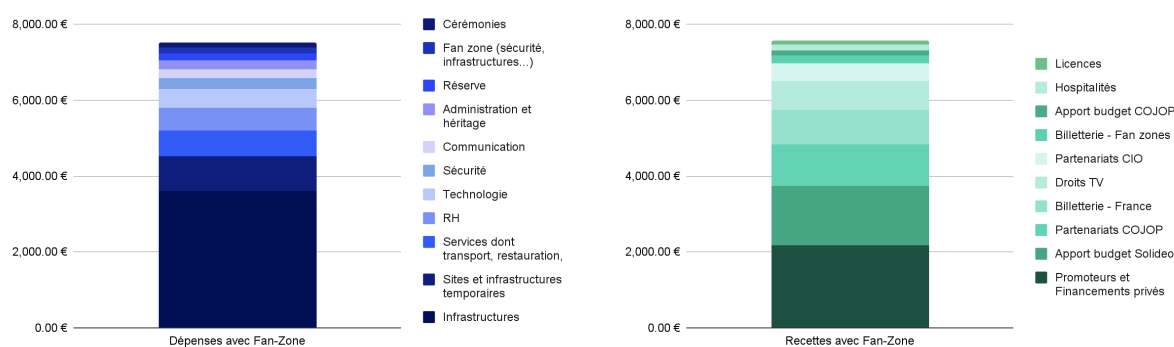 8,000.00 €
6,000.00 €
4,000.00 €
2,000.00 €
0.00 €
Dépenses avec Fan-Zone
Cérémonies
Fan zone (sécurité,
infrastructures...)
Réserve
Administration et
héritage
Communication
Sécurité
Technologie
RH
Services dont
transport, restauration,
Sites et infrastructures
temporaires
Infrastructures
8,000.00 €
6,000.00 €
4,000.00 €
2,000.00 €
0.00 €
Recettes avec Fan-Zone
Licences
Hospitalités
Apport budget COJOP
Billetterie - Fan zones
Partenariats CIO
Droits TV
Billetterie - France
Partenariats COJOP
Apport budget Solideo
Promoteurs et
Financements privés